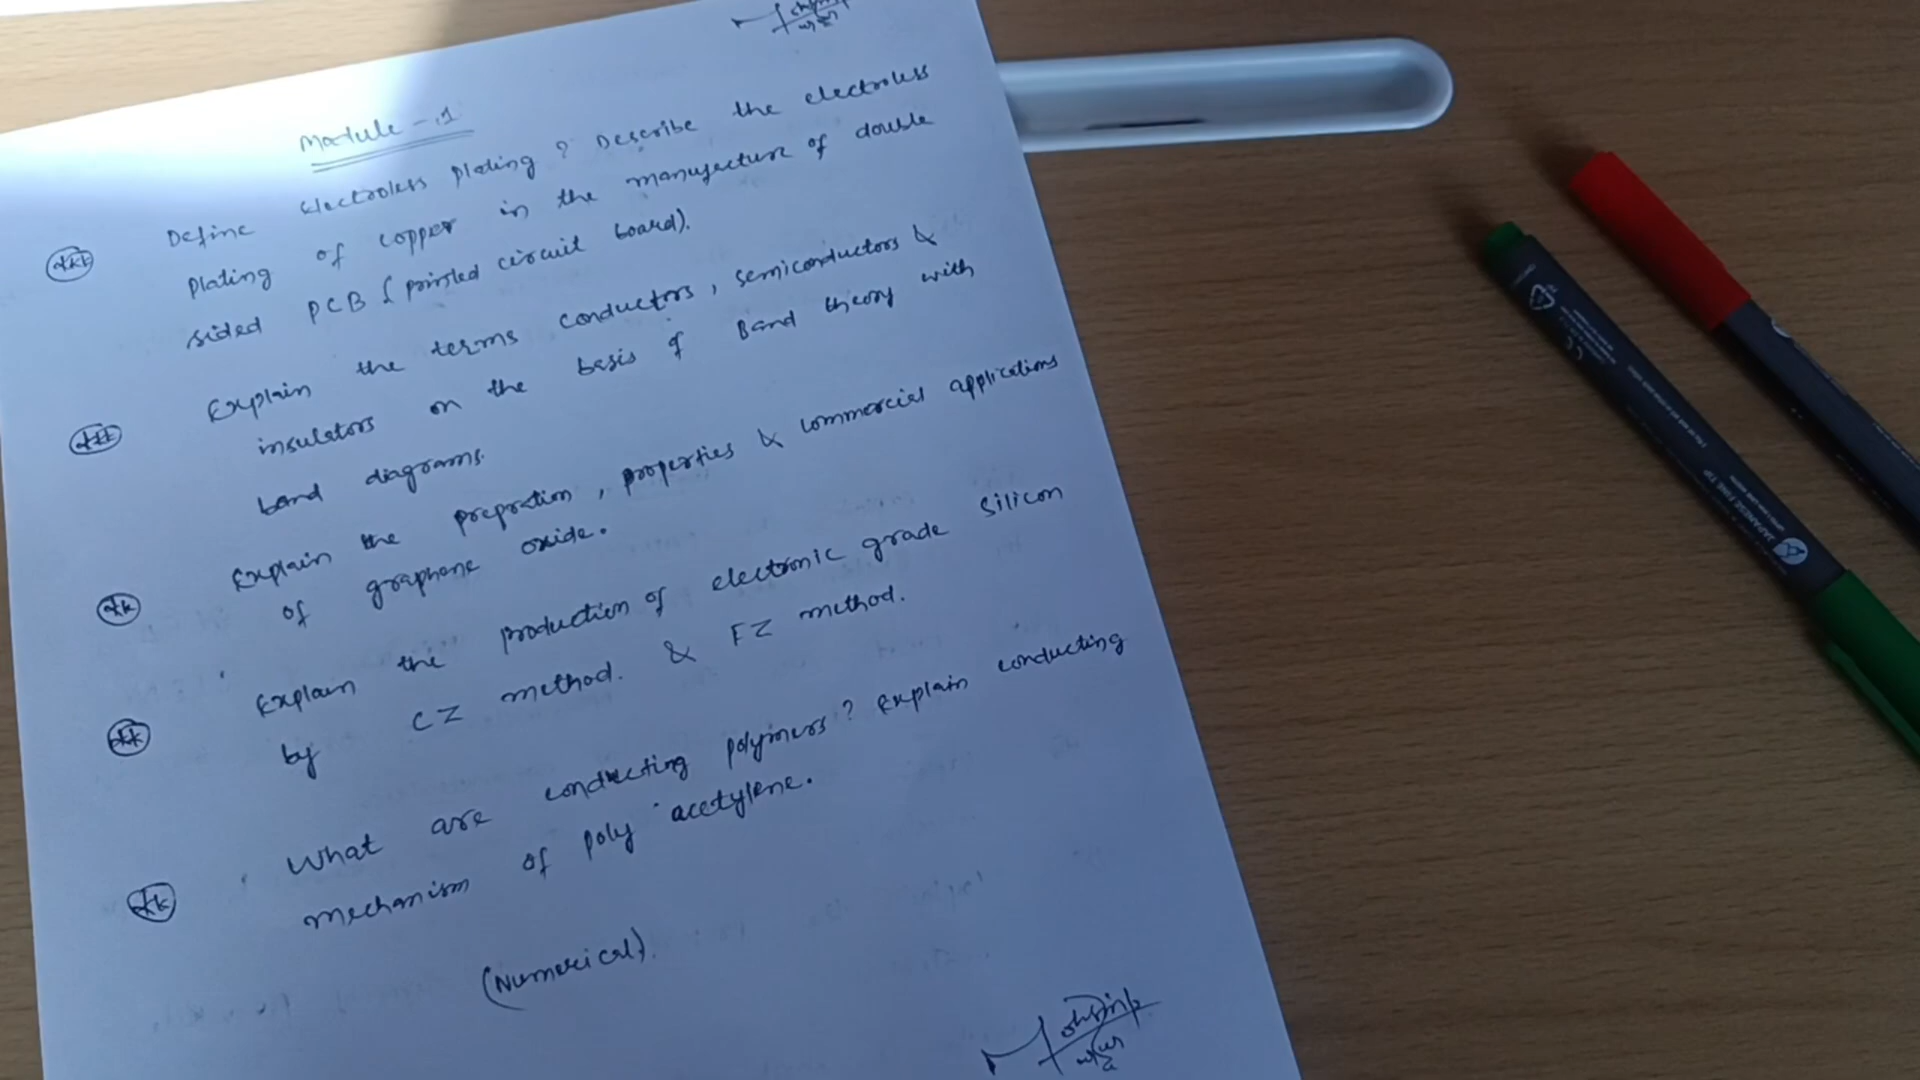 Module - 1
Define electroless plating? Describe the electroless
plating of copper in the manufecture of double
sided PCB (printed circuit board).
Explain the terms conductors, semiconductors &
insulators on the basis of Band theory with
band diagrams.
Explain the prepration, properties & commercial applications
of graphene oxide.
Explain the production of electronic grade silicon
by CZ method. & FZ method.
What are conducting polymers? Explain conducting
mechanism of poly acetylene.
(Numerical).